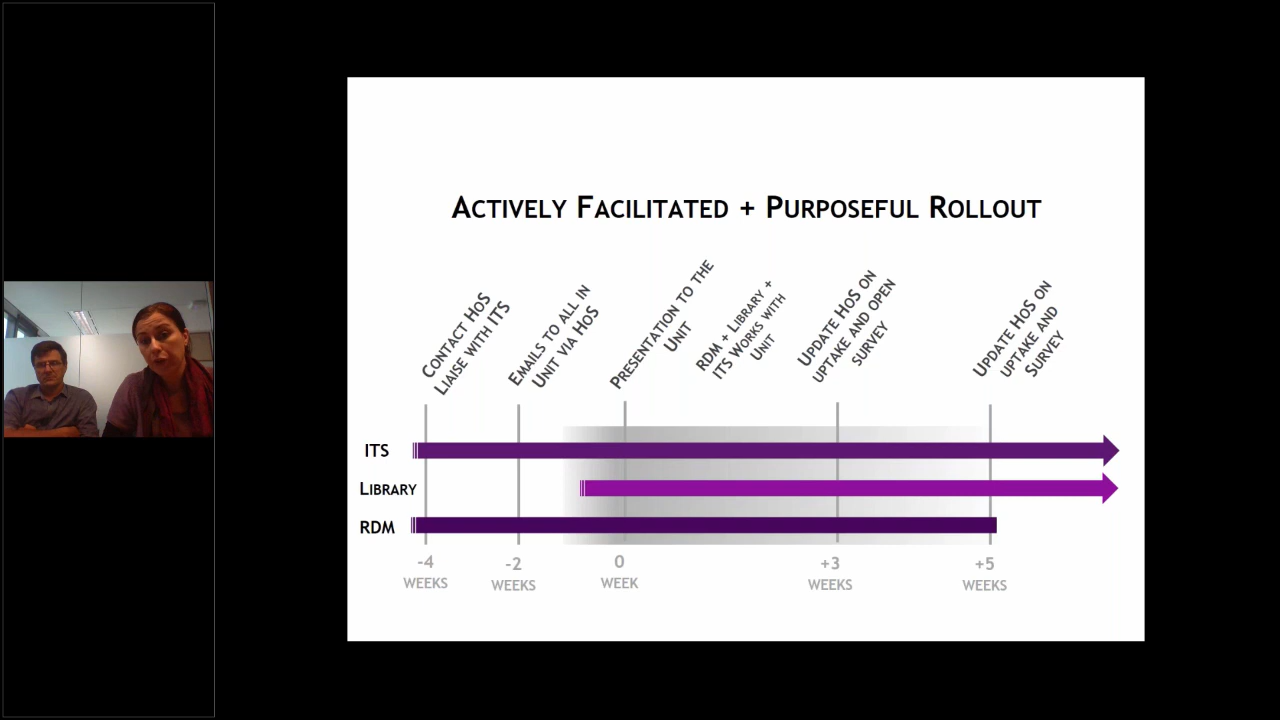 Actively Facilitated + Purposeful Rollout
Contact HoS
Liaise with ITS
Emails to all in
Unit via HoS
Presentation to the
Unit
RDM + Library +
ITS Works with
Unit
Update HoS on
uptake and open
survey
Update HoS on
uptake and
Survey
ITS
Library
RDM
-4
weeks
-2
weeks
0
week
+3
weeks
+5
weeks